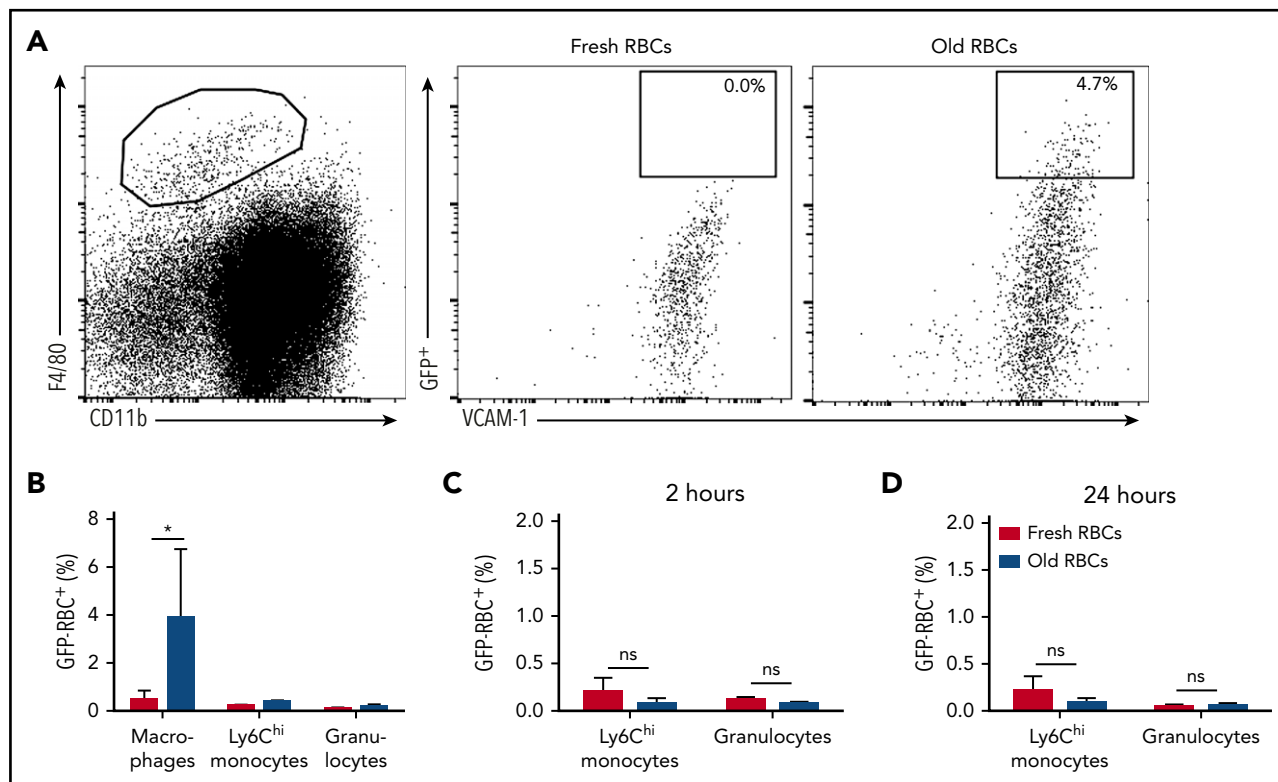 A
Fresh RBCs
Old RBCs
F4/80
CD11b
GFP+
0.0%
4.7%
VCAM-1
B
GFP-RBC+ (%)
8
6
4
2
0
*
Macro-
phages
Ly6Chi
monocytes
Granu-
locytes
C
2 hours
GFP-RBC+ (%)
2.0
1.5
1.0
0.5
0.0
ns
ns
Ly6Chi
monocytes
Granulocytes
D
24 hours
GFP-RBC+ (%)
2.0
1.5
1.0
0.5
0.0
Fresh RBCs
Old RBCs
ns
ns
Ly6Chi
monocytes
Granulocytes